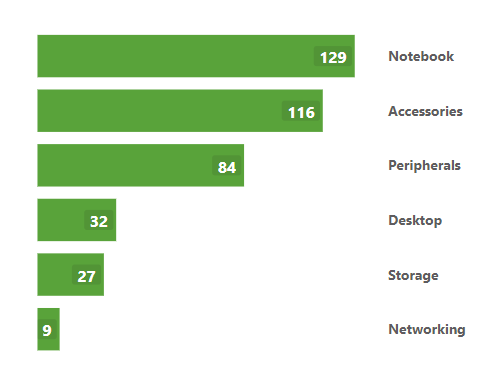 129 Notebook
116 Accessories
84 Peripherals
32 Desktop
27 Storage
9 Networking